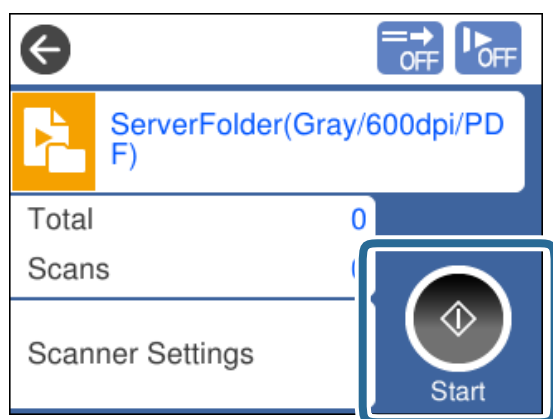 OFF
OFF
ServerFolder(Gray/600dpi/PD
F)
Total 0
Scans
Scanner Settings
Start